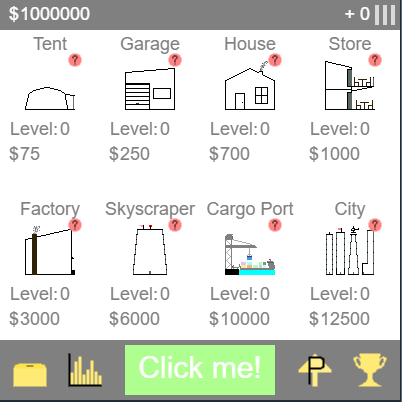 $1000000 + 0
Tent Garage House Store
? ? ? ?
Level: 0 Level: 0 Level: 0 Level: 0
$75 $250 $700 $1000
Factory Skyscraper Cargo Port City
? ? ? ?
Level: 0 Level: 0 Level: 0 Level: 0
$3000 $6000 $10000 $12500
Click me! P